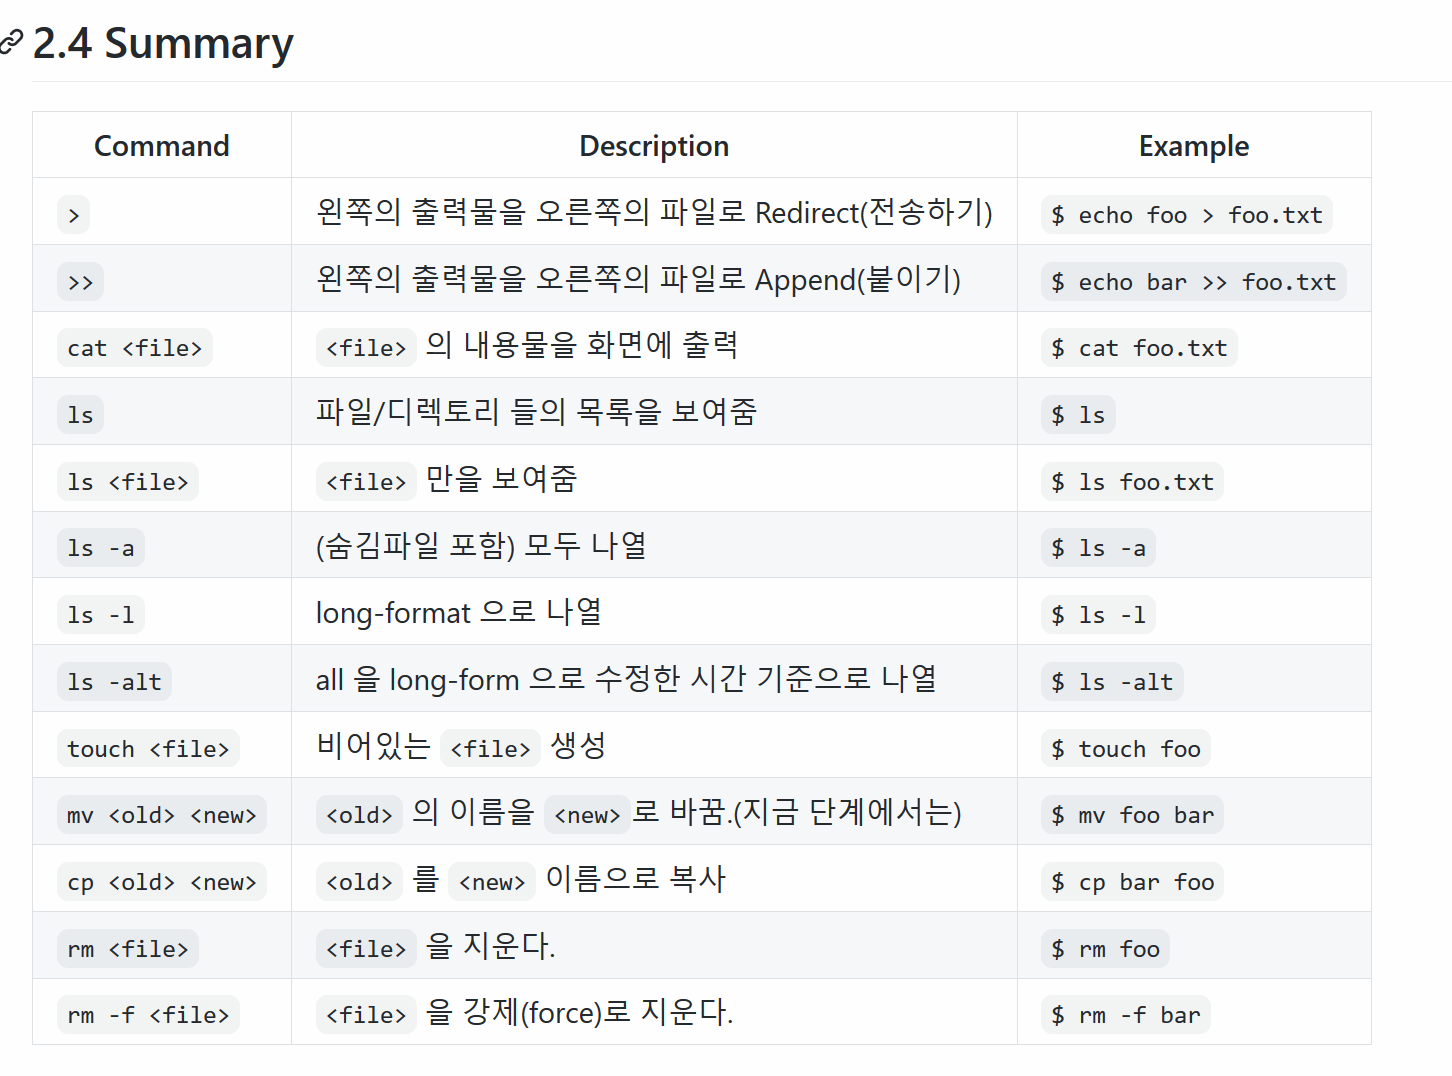 2.4 Summary
Command Description Example
> 왼쪽의 출력물을 오른쪽의 파일로 Redirect(전송하기) $ echo foo > foo.txt
>> 왼쪽의 출력물을 오른쪽의 파일로 Append(붙이기) $ echo bar >> foo.txt
cat <file> <file> 의 내용물을 화면에 출력 $ cat foo.txt
ls 파일/디렉토리 들의 목록을 보여줌 $ ls
ls <file> <file> 만을 보여줌 $ ls foo.txt
ls -a (숨김파일 포함) 모두 나열 $ ls -a
ls -l long-format 으로 나열 $ ls -l
ls -alt all 을 long-form 으로 수정한 시간 기준으로 나열 $ ls -alt
touch <file> 비어있는 <file> 생성 $ touch foo
mv <old> <new> <old> 의 이름을 <new>로 바꿈.(지금 단계에서는) $ mv foo bar
cp <old> <new> <old> 를 <new> 이름으로 복사 $ cp bar foo
rm <file> <file> 을 지운다. $ rm foo
rm -f <file> <file> 을 강제(force)로 지운다. $ rm -f bar